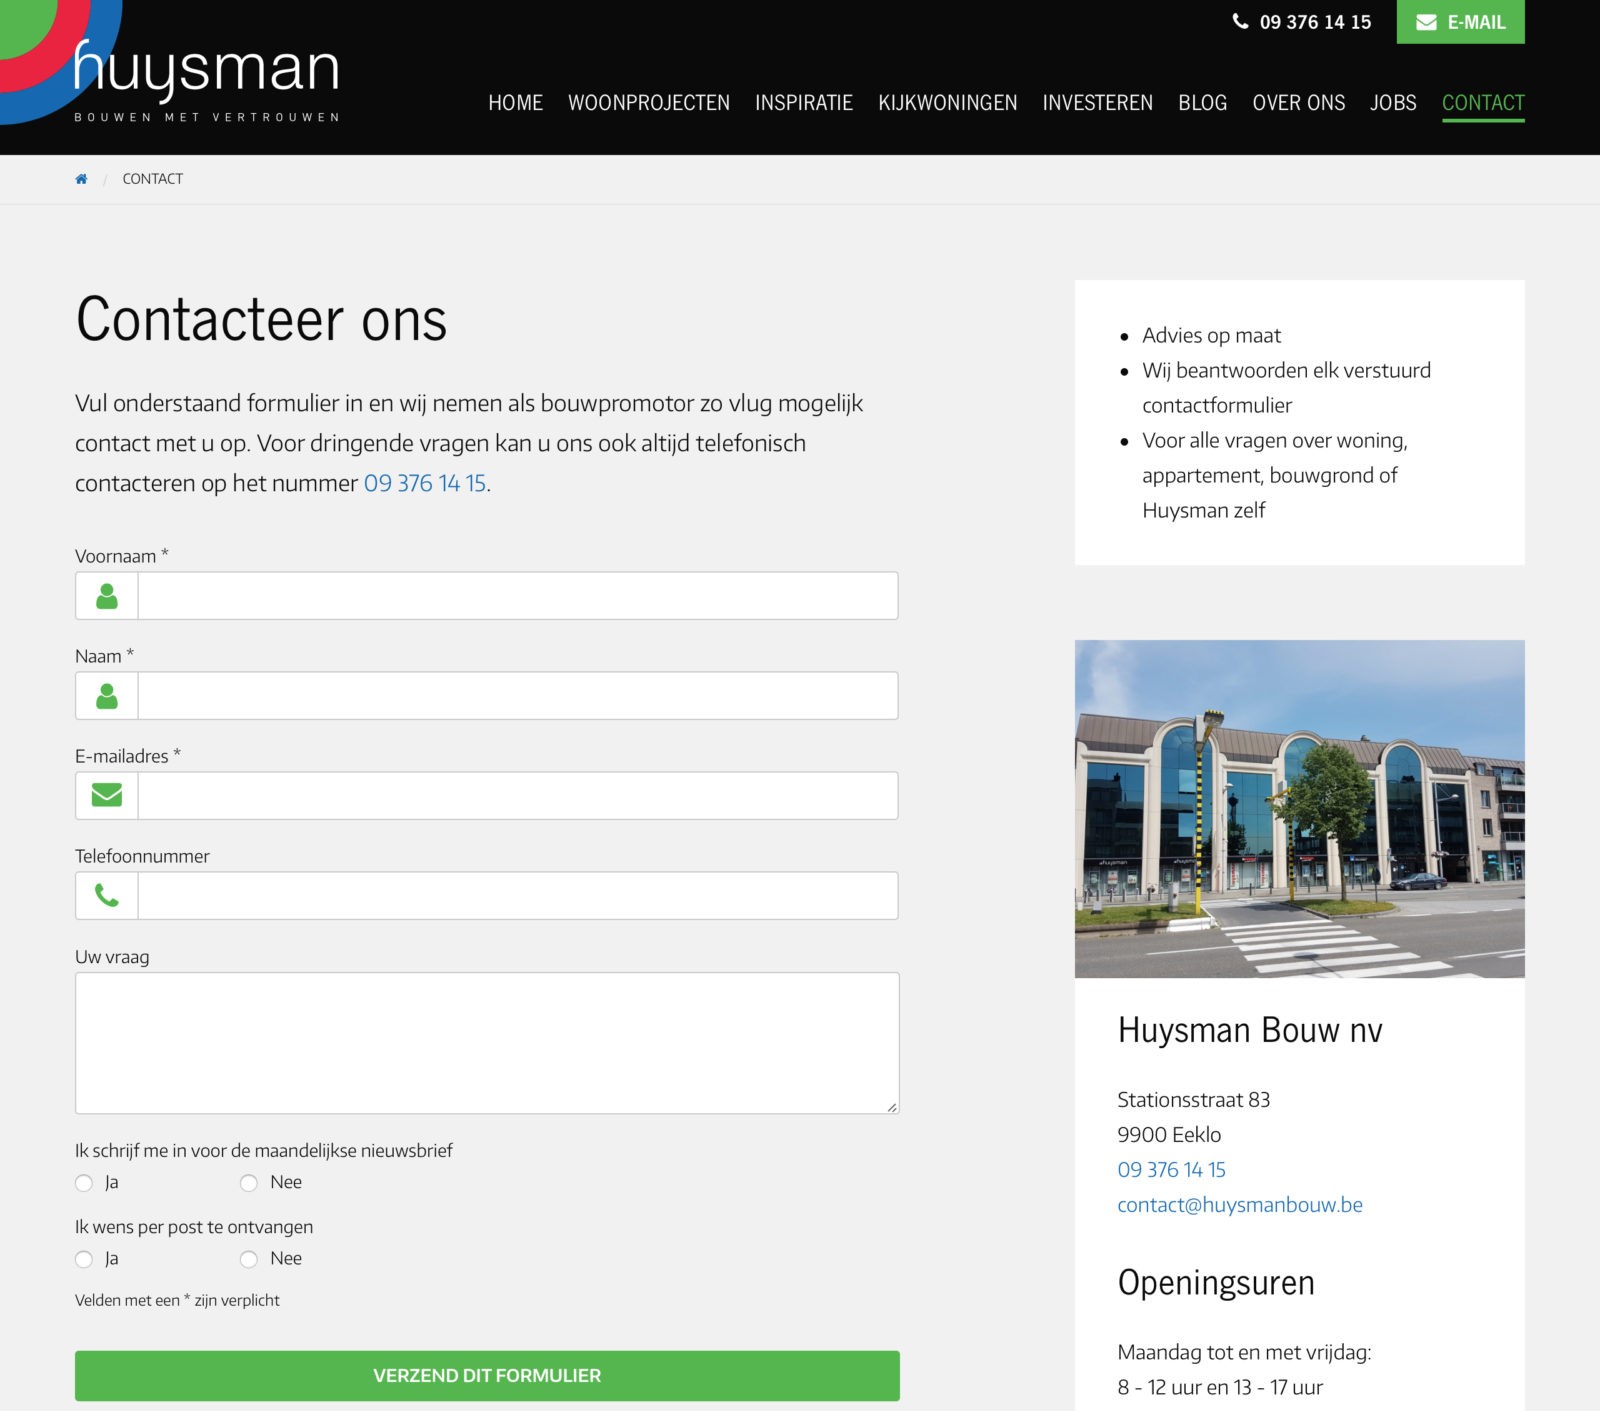 09 376 14 15
E-MAIL
huysman
BOUWEN MET VERTROUWEN
HOME WOONPROJECTEN INSPIRATIE KIJKWONINGEN INVESTEREN BLOG OVER ONS JOBS CONTACT
/ CONTACT
Contacteer ons
Vul onderstaand formulier in en wij nemen als bouwpromotor zo vlug mogelijk
contact met u op. Voor dringende vragen kan u ons ook altijd telefonisch
contacteren op het nummer 09 376 14 15.
Voornaam *
Naam *
E-mailadres *
Telefoonnummer
Uw vraag
Ik schrijf me in voor de maandelijkse nieuwsbrief
Ja Nee
Ik wens per post te ontvangen
Ja Nee
Velden met een * zijn verplicht
VERZEND DIT FORMULIER
• Advies op maat
• Wij beantwoorden elk verstuurd
contactformulier
• Voor alle vragen over woning,
appartement, bouwgrond of
Huysman zelf
huysman
huysman
Huysman Bouw nv
Stationsstraat 83
9900 Eeklo
09 376 14 15
contact@huysmanbouw.be
Openingsuren
Maandag tot en met vrijdag:
8 - 12 uur en 13 - 17 uur